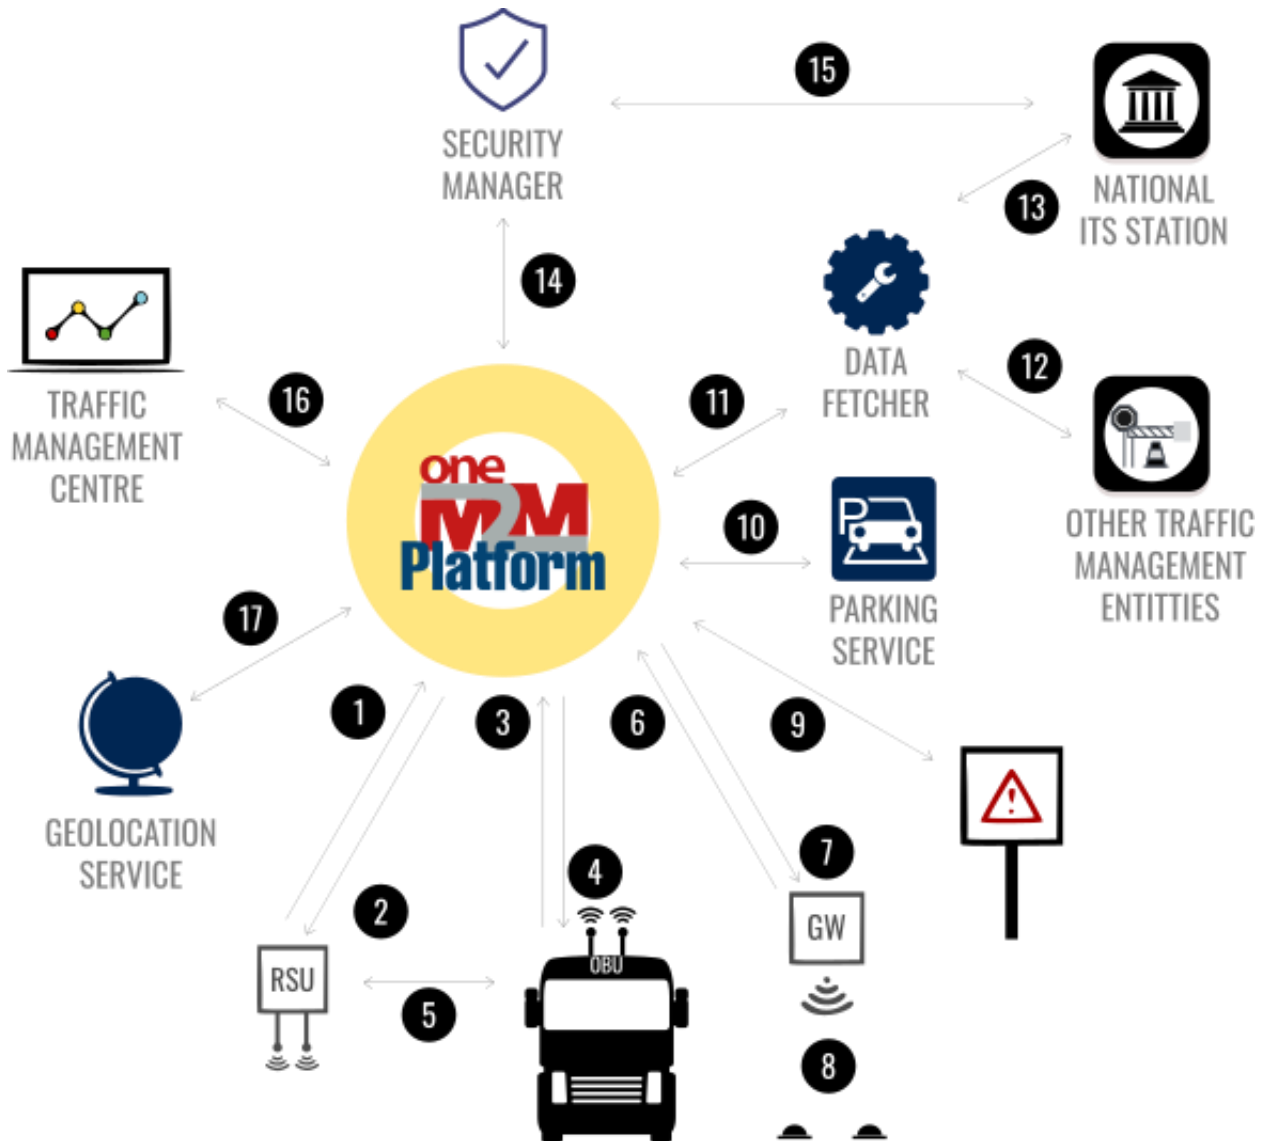 15
SECURITY
MANAGER
NATIONAL
ITS STATION
13
14
DATA
FETCHER
12
TRAFFIC
MANAGEMENT
CENTRE
16
11
one
M2M
Platform
10
P
OTHER TRAFFIC
MANAGEMENT
ENTITTIES
PARKING
SERVICE
17
1
3
6
9
GEOLOCATION
SERVICE
2
4
7
GW
RSU
OBU
5
8